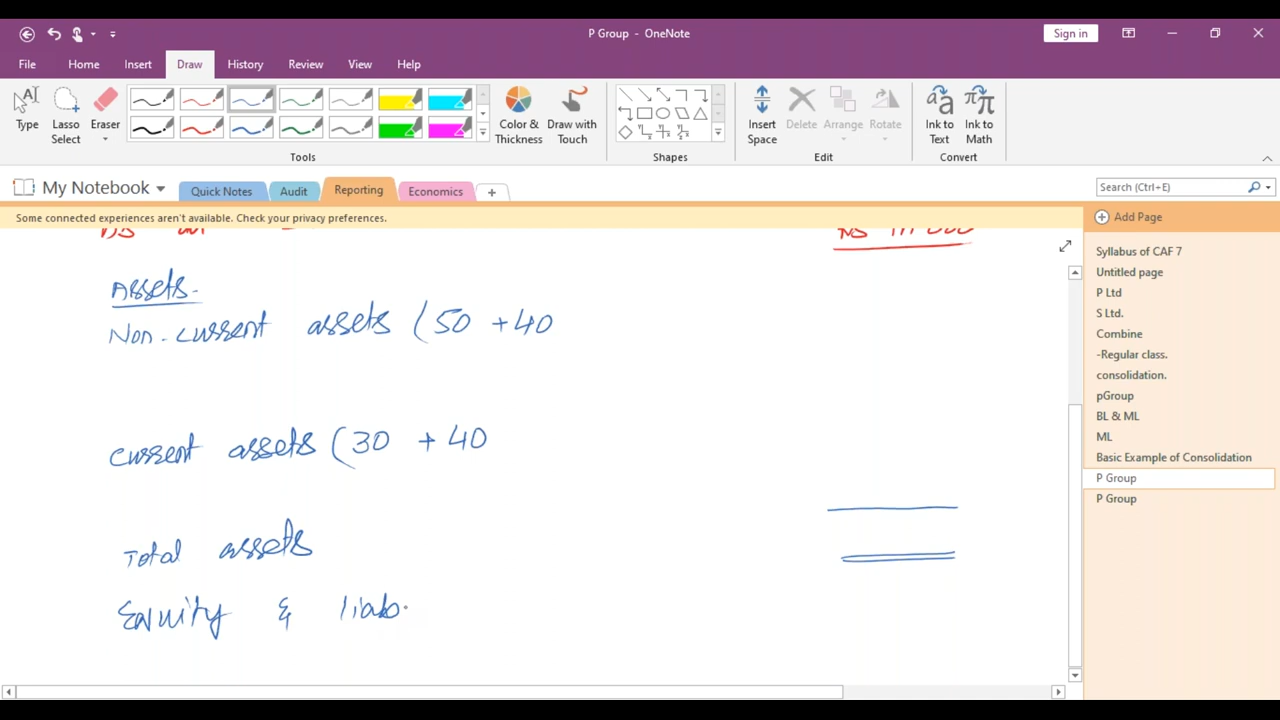 P Group - OneNote
Sign in
File Home Insert Draw History Review View Help
Type
Lasso Select
Eraser
Color & Thickness
Draw with Touch
Insert Space
Delete
Arrange
Rotate
Ink to Text
Ink to Math
Tools
Shapes
Edit
Convert
My Notebook
Quick Notes
Audit
Reporting
Economics
Search (Ctrl+E)
Some connected experiences aren't available. Check your privacy preferences.
Add Page
Syllabus of CAF 7
Untitled page
P Ltd
S Ltd.
Combine
-Regular class.
consolidation.
pGroup
BL & ML
ML
Basic Example of Consolidation
P Group
P Group
Assets.
Non-current assets (50 +40
current assets (30 +40
Total assets
Equity & liab